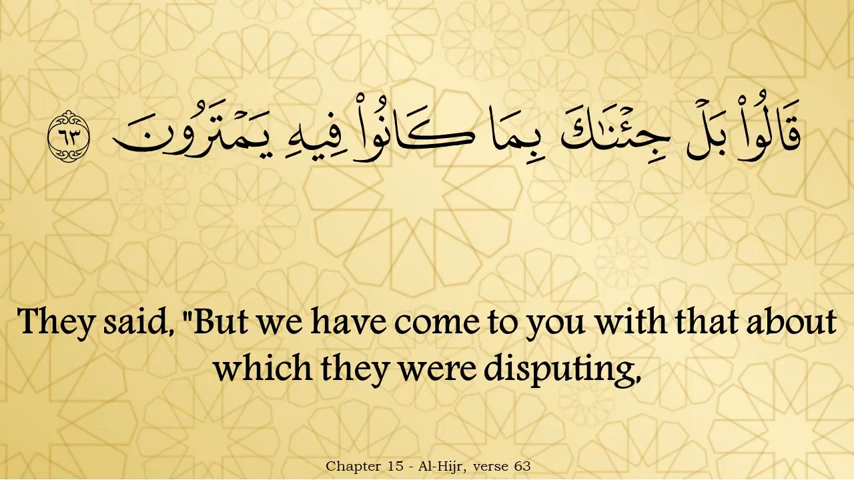 قَالُوا۟ بَلْ جِئْنَـٰكَ بِمَا كَانُوا۟ فِيهِ يَمْتَرُونَ ٦٣
They said, "But we have come to you with that about
which they were disputing,
Chapter 15 - Al-Hijr, verse 63